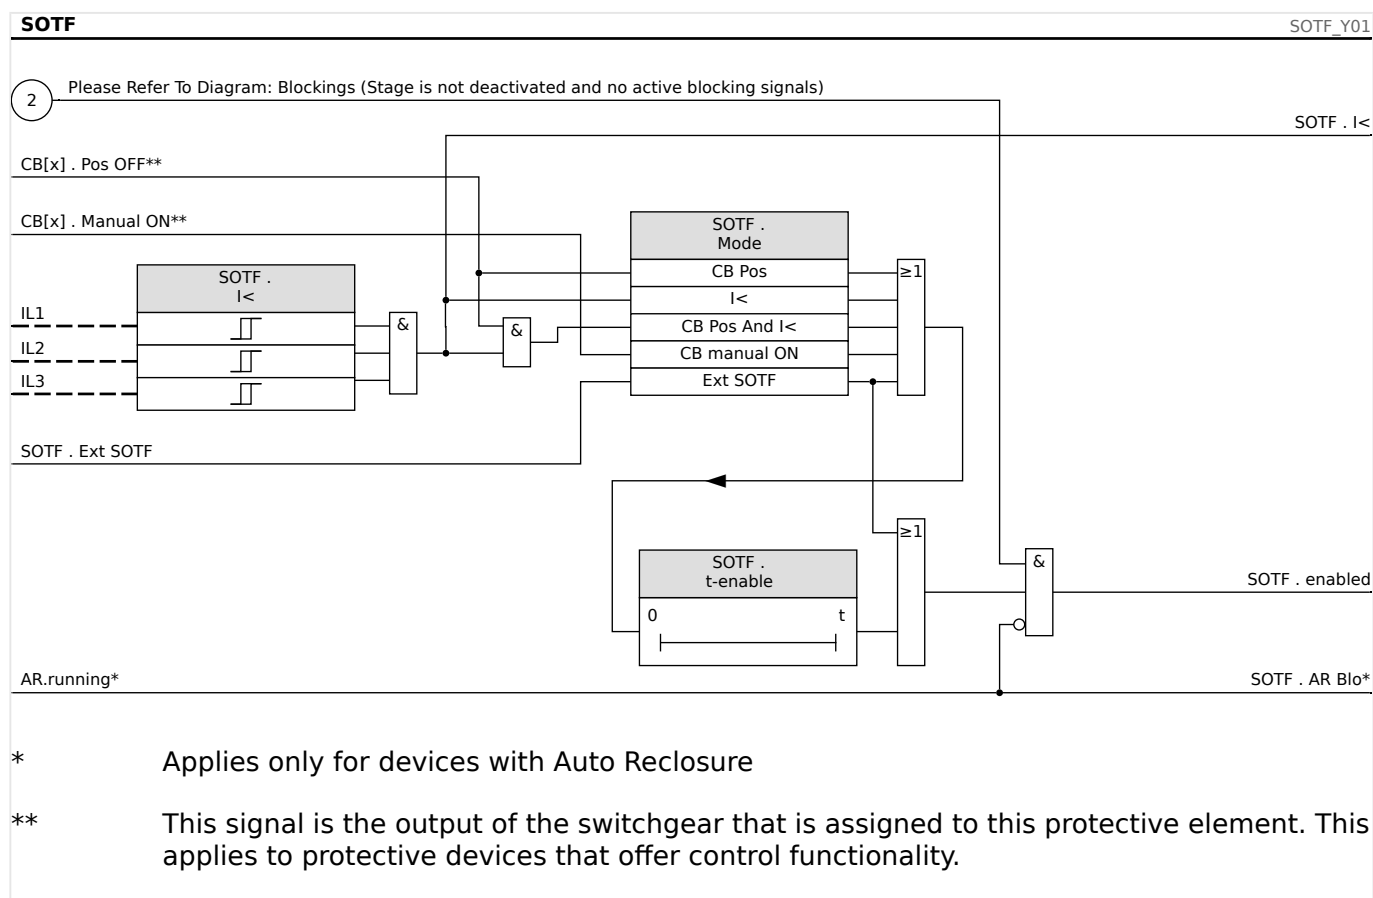 SOTF
SOTF_Y01
2
Please Refer To Diagram: Blockings (Stage is not deactivated and no active blocking signals)
SOTF . I<
CB[x] . Pos OFF**
CB[x] . Manual ON**
SOTF .
Mode
CB Pos
I<
CB Pos And I<
CB manual ON
Ext SOTF
≥1
SOTF .
I<
IL1
IL2
IL3
&
&
SOTF . Ext SOTF
≥1
SOTF .
t-enable
0 t
&
SOTF . enabled
AR.running*
SOTF . AR Blo*
* Applies only for devices with Auto Reclosure
** This signal is the output of the switchgear that is assigned to this protective element. This
applies to protective devices that offer control functionality.